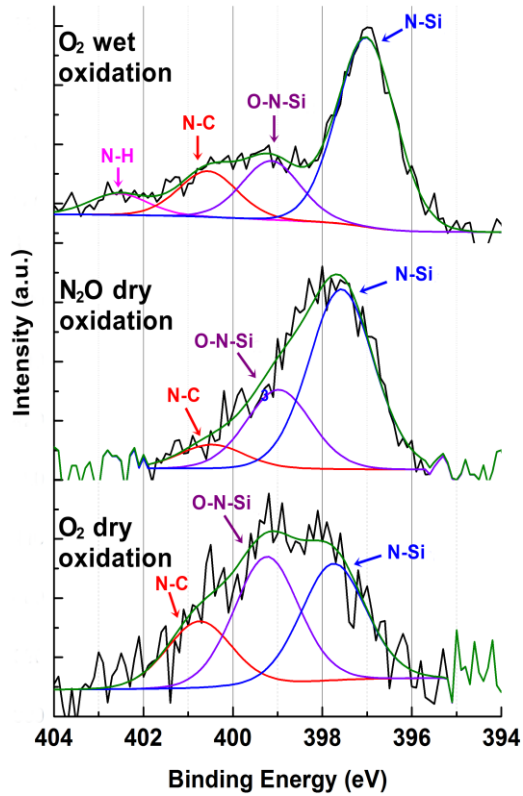 O₂ wet
oxidation
N-Si
O-N-Si
N-C
N-H
N₂O dry
oxidation
N-Si
O-N-Si
N-C
3
O₂ dry
oxidation
O-N-Si
N-Si
N-C
Intensity (a.u.)
404 402 400 398 396 394
Binding Energy (eV)